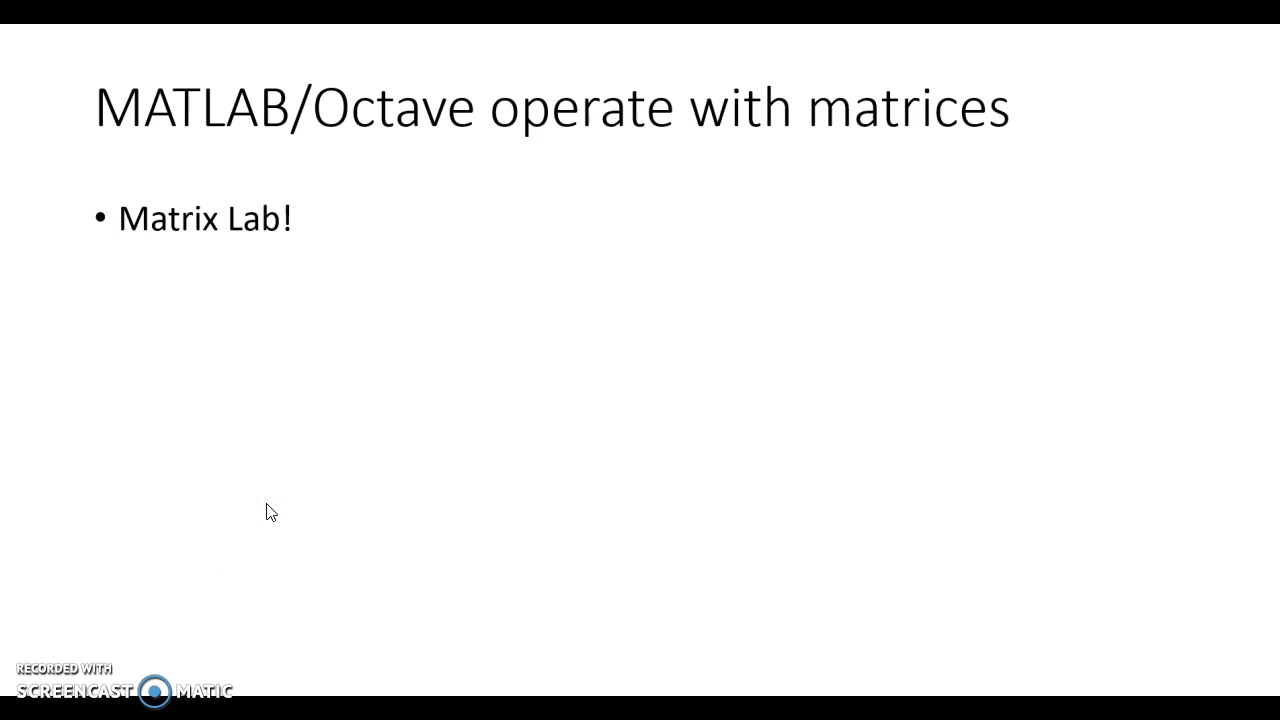 MATLAB/Octave operate with matrices
• Matrix Lab!
RECORDED WITH
SCREENCAST MATIC